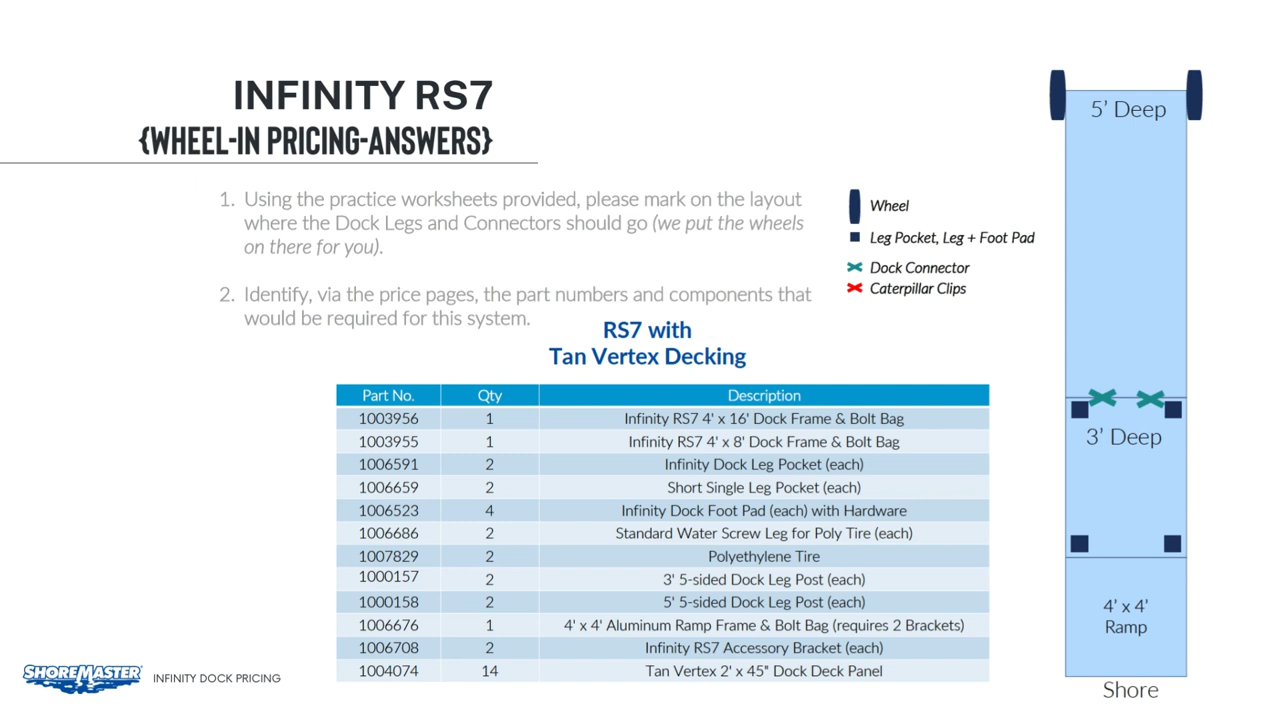 INFINITY RS7
{WHEEL-IN PRICING-ANSWERS}
1. Using the practice worksheets provided, please mark on the layout
where the Dock Legs and Connectors should go (we put the wheels
on there for you).
2. Identify, via the price pages, the part numbers and components that
would be required for this system.
RS7 with
Tan Vertex Decking
Part No. Qty Description
1003956 1 Infinity RS7 4' x 16' Dock Frame & Bolt Bag
1003955 1 Infinity RS7 4' x 8' Dock Frame & Bolt Bag
1006591 2 Infinity Dock Leg Pocket (each)
1006659 2 Short Single Leg Pocket (each)
1006523 4 Infinity Dock Foot Pad (each) with Hardware
1006686 2 Standard Water Screw Leg for Poly Tire (each)
1007829 2 Polyethylene Tire
1000157 2 3' 5-sided Dock Leg Post (each)
1000158 2 5' 5-sided Dock Leg Post (each)
1006676 1 4' x 4' Aluminum Ramp Frame & Bolt Bag (requires 2 Brackets)
1006708 2 Infinity RS7 Accessory Bracket (each)
1004074 14 Tan Vertex 2' x 45" Dock Deck Panel
Wheel
Leg Pocket, Leg + Foot Pad
Dock Connector
Caterpillar Clips
5' Deep
3' Deep
4' x 4'
Ramp
Shore
SHOREMASTER
INFINITY DOCK PRICING